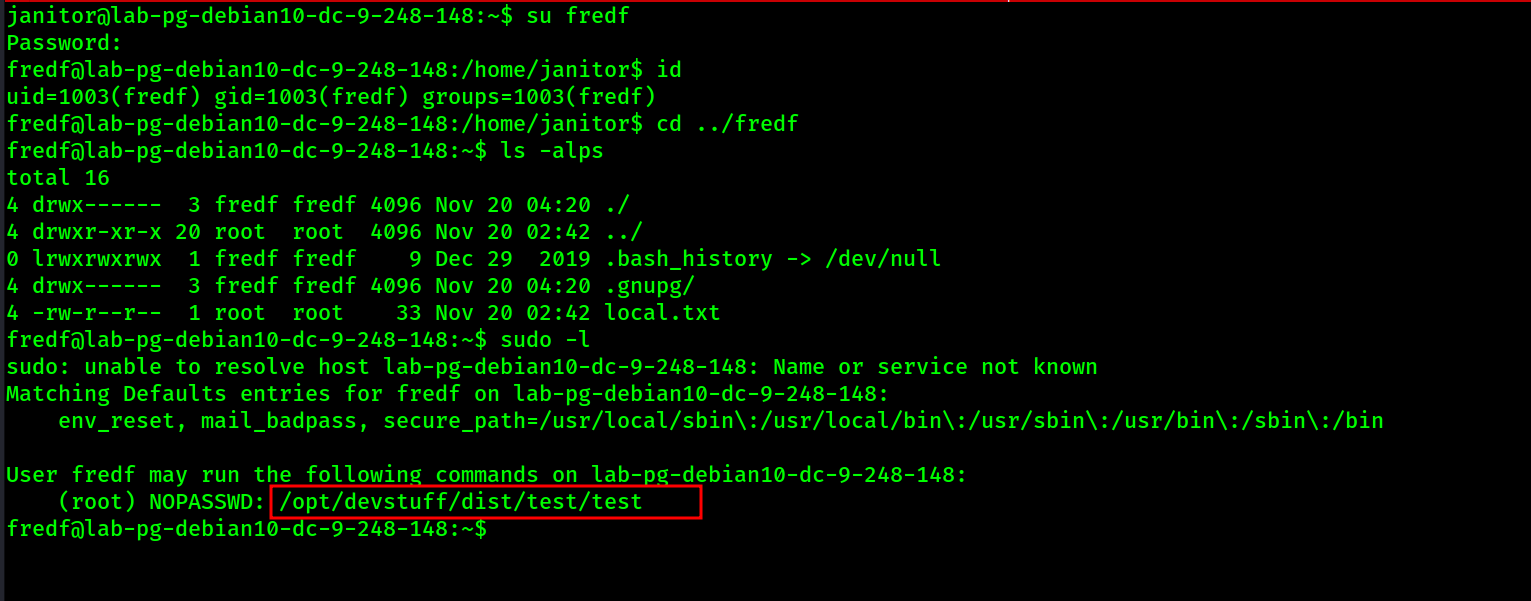 janitor@lab-pg-debian10-dc-9-248-148:~$ su fredf
Password:
fredf@lab-pg-debian10-dc-9-248-148:/home/janitor$ id
uid=1003(fredf) gid=1003(fredf) groups=1003(fredf)
fredf@lab-pg-debian10-dc-9-248-148:/home/janitor$ cd ../fredf
fredf@lab-pg-debian10-dc-9-248-148:~$ ls -alps
total 16
4 drwx------  3 fredf fredf 4096 Nov 20 04:20 ./
4 drwxr-xr-x 20 root  root  4096 Nov 20 02:42 ../
0 lrwxrwxrwx  1 fredf fredf    9 Dec 29  2019 .bash_history -> /dev/null
4 drwx------  3 fredf fredf 4096 Nov 20 04:20 .gnupg/
4 -rw-r--r--  1 root  root    33 Nov 20 02:42 local.txt
fredf@lab-pg-debian10-dc-9-248-148:~$ sudo -l
sudo: unable to resolve host lab-pg-debian10-dc-9-248-148: Name or service not known
Matching Defaults entries for fredf on lab-pg-debian10-dc-9-248-148:
    env_reset, mail_badpass, secure_path=/usr/local/sbin\:/usr/local/bin\:/usr/sbin\:/usr/bin\:/sbin\:/bin

User fredf may run the following commands on lab-pg-debian10-dc-9-248-148:
    (root) NOPASSWD: /opt/devstuff/dist/test/test
fredf@lab-pg-debian10-dc-9-248-148:~$